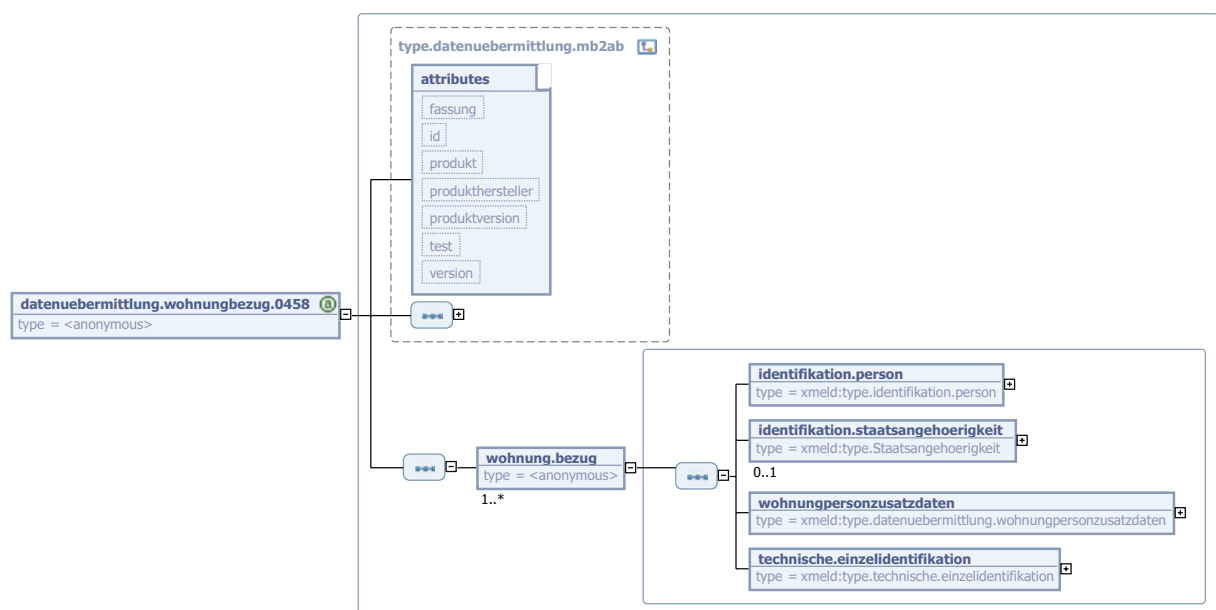 type.datenuebermittlung.mb2ab
attributes
fassung
id
produkt
produkthersteller
produktversion
test
version
datenuebermittlung.wohnungbezug.0458
type = <anonymous>
wohnung.bezug
type = <anonymous>
1..*
identifikation.person
type = xmeld:type.identifikation.person
identifikation.staatsangehoerigkeit
type = xmeld:type.Staatsangehoerigkeit
0..1
wohnungpersonzusatzdaten
type = xmeld:type.datenuebermittlung.wohnungpersonzusatzdaten
technische.einzelidentifikation
type = xmeld:type.technische.einzelidentifikation